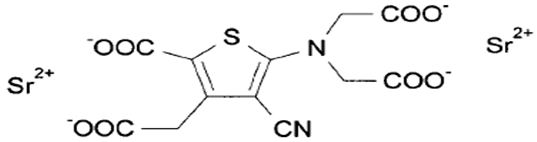 COO⁻
⁻OOC S N Sr²⁺
Sr²⁺ COO⁻
⁻OOC CN